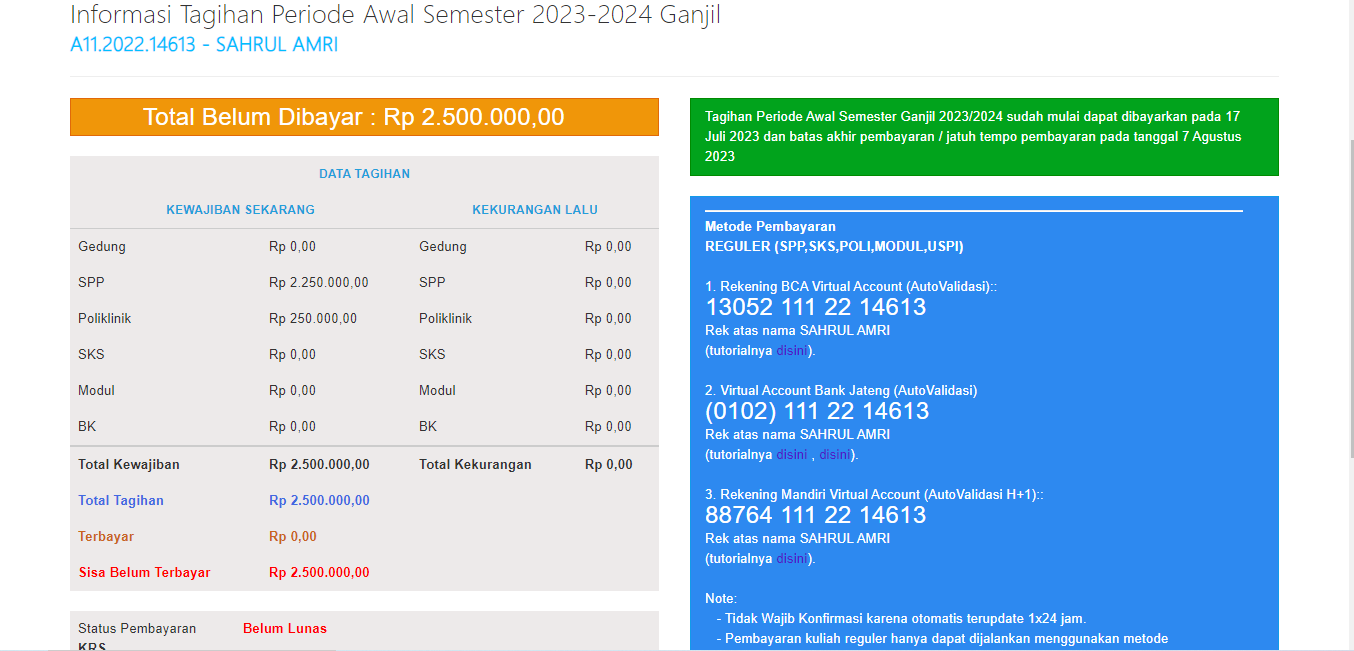 Informasi Tagihan Periode Awal Semester 2023-2024 Ganjil
A11.2022.14613 - SAHRUL AMRI
Total Belum Dibayar : Rp 2.500.000,00
DATA TAGIHAN
KEWAJIBAN SEKARANG KEKURANGAN LALU
Gedung Rp 0,00 Gedung Rp 0,00
SPP Rp 2.250.000,00 SPP Rp 0,00
Poliklinik Rp 250.000,00 Poliklinik Rp 0,00
SKS Rp 0,00 SKS Rp 0,00
Modul Rp 0,00 Modul Rp 0,00
BK Rp 0,00 BK Rp 0,00
Total Kewajiban Rp 2.500.000,00 Total Kekurangan Rp 0,00
Total Tagihan Rp 2.500.000,00
Terbayar Rp 0,00
Sisa Belum Terbayar Rp 2.500.000,00
Status Pembayaran Belum Lunas
KRS
Tagihan Periode Awal Semester Ganjil 2023/2024 sudah mulai dapat dibayarkan pada 17
Juli 2023 dan batas akhir pembayaran / jatuh tempo pembayaran pada tanggal 7 Agustus
2023
Metode Pembayaran
REGULER (SPP,SKS,POLI,MODUL,USPI)
1. Rekening BCA Virtual Account (AutoValidasi)::
13052 111 22 14613
Rek atas nama SAHRUL AMRI
(tutorialnya disini).
2. Virtual Account Bank Jateng (AutoValidasi)
(0102) 111 22 14613
Rek atas nama SAHRUL AMRI
(tutorialnya disini , disini).
3. Rekening Mandiri Virtual Account (AutoValidasi H+1)::
88764 111 22 14613
Rek atas nama SAHRUL AMRI
(tutorialnya disini).
Note:
- Tidak Wajib Konfirmasi karena otomatis terupdate 1x24 jam.
- Pembayaran kuliah reguler hanya dapat dijalankan menggunakan metode